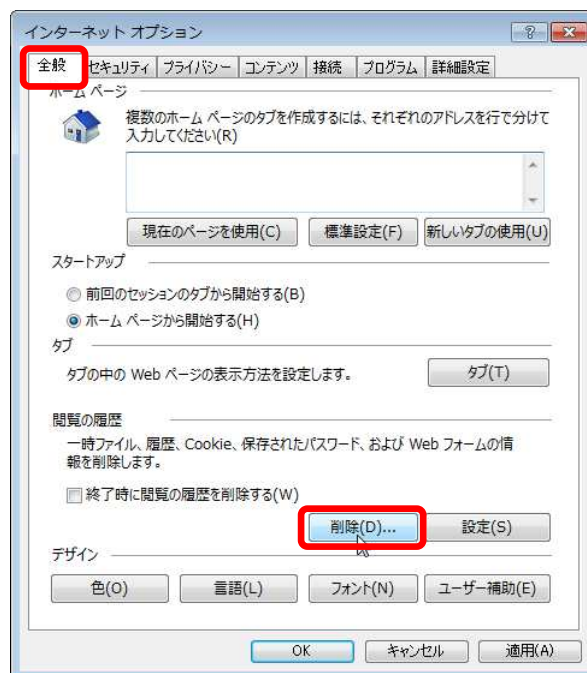 インターネット オプション
全般 セキュリティ プライバシー コンテンツ 接続 プログラム 詳細設定
ホーム ページ
複数のホーム ページのタブを作成するには、それぞれのアドレスを行で分けて
入力してください(R)
現在のページを使用(C) 標準設定(F) 新しいタブの使用(U)
スタートアップ
前回のセッションのタブから開始する(B)
ホーム ページから開始する(H)
タブ
タブの中の Web ページの表示方法を設定します。 タブ(T)
閲覧の履歴
一時ファイル、履歴、Cookie、保存されたパスワード、および Web フォームの情
報を削除します。
終了時に閲覧の履歴を削除する(W)
削除(D)... 設定(S)
デザイン
色(O) 言語(L) フォント(N) ユーザー補助(E)
OK キャンセル 適用(A)